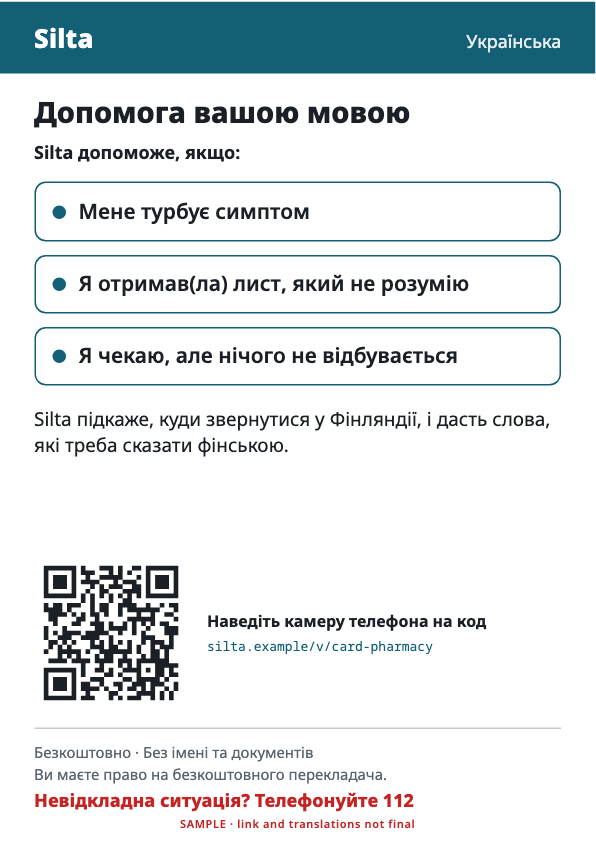 Silta
Українська
Допомога вашою мовою
Silta допоможе, якщо:
Мене турбує симптом
Я отримав(ла) лист, який не розумію
Я чекаю, але нічого не відбувається
Silta підкаже, куди звернутися у Фінляндії, і дасть слова,
які треба сказати фінською.
Наведіть камеру телефона на код
silta.example/v/card-pharmacy
Безкоштовно · Без імені та документів
Ви маєте право на безкоштовного перекладача.
Невідкладна ситуація? Телефонуйте 112
SAMPLE · link and translations not final